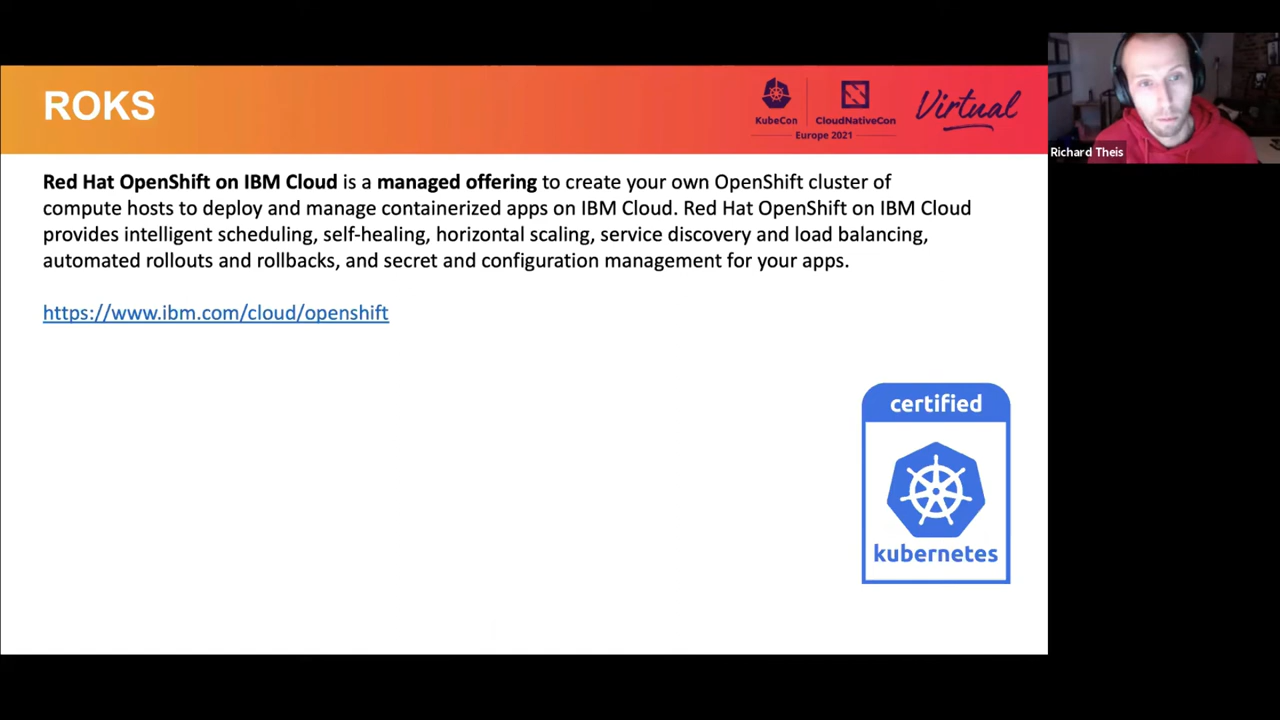 ROKS
KubeCon
CloudNativeCon
Europe 2021
Virtual
Richard Theis
Red Hat OpenShift on IBM Cloud is a managed offering to create your own OpenShift cluster of
compute hosts to deploy and manage containerized apps on IBM Cloud. Red Hat OpenShift on IBM Cloud
provides intelligent scheduling, self-healing, horizontal scaling, service discovery and load balancing,
automated rollouts and rollbacks, and secret and configuration management for your apps.
https://www.ibm.com/cloud/openshift
certified
kubernetes